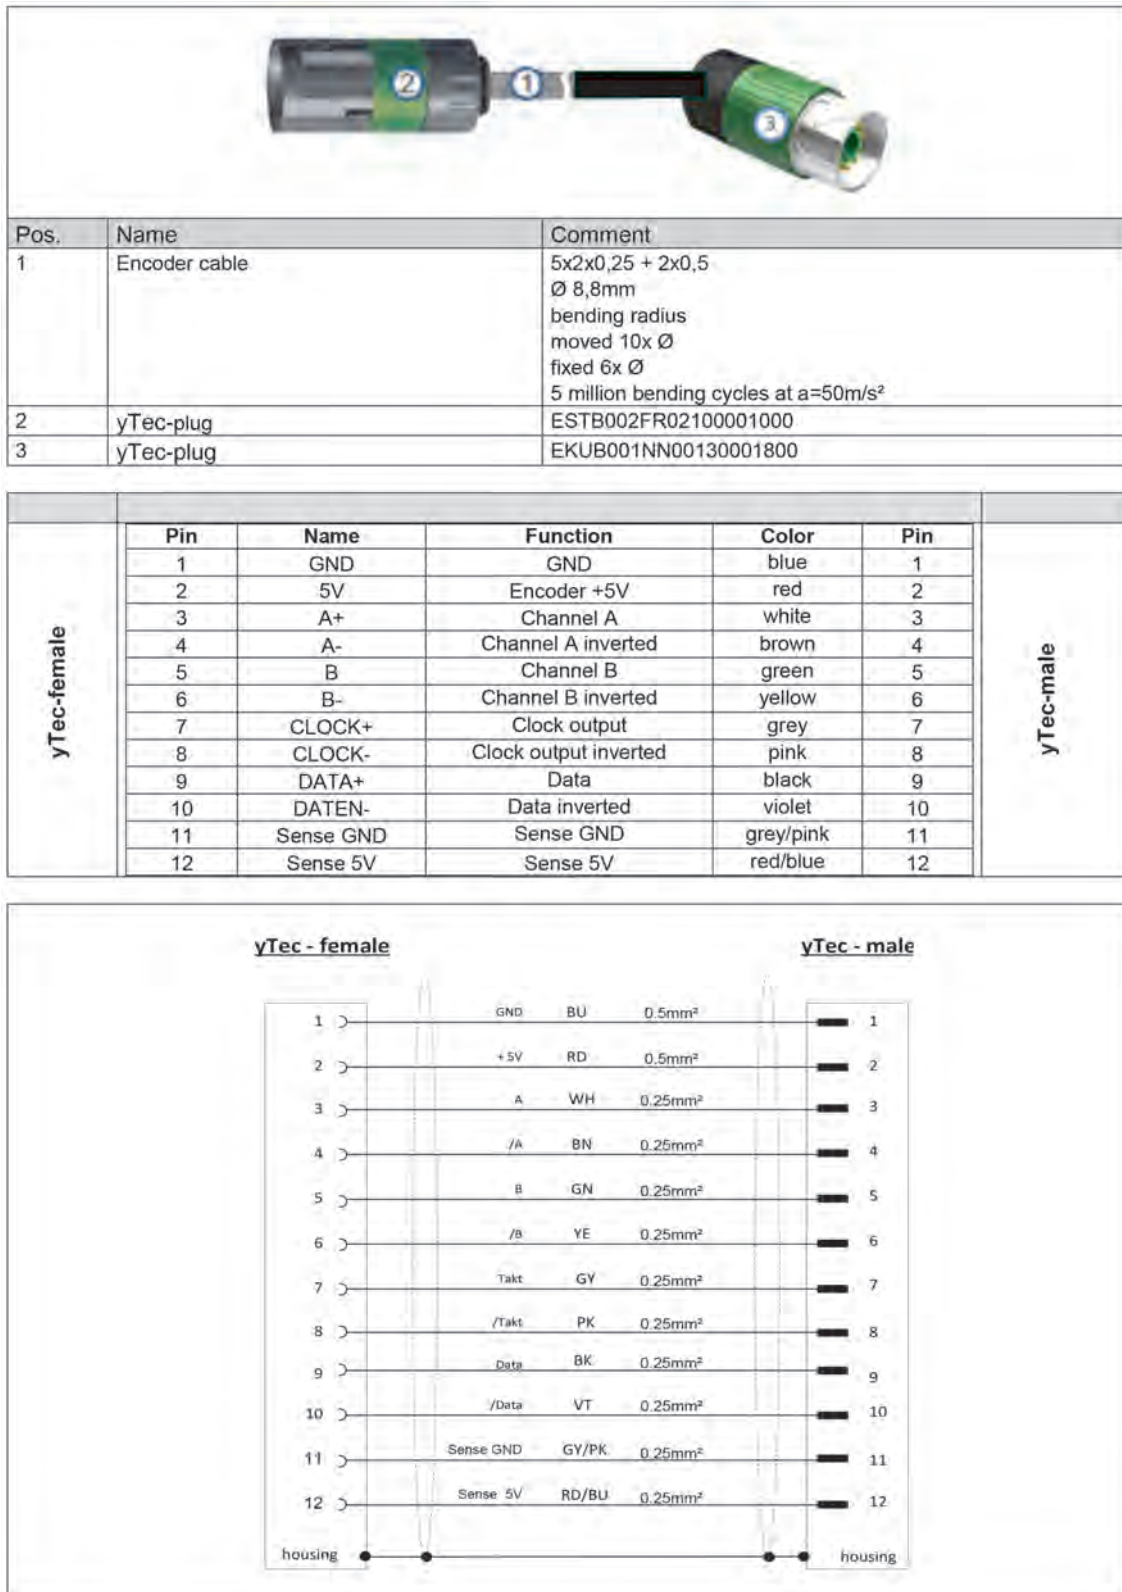 2 1 3
Pos. Name Comment
1 Encoder cable 5x2x0,25 + 2x0,5
Ø 8,8mm
bending radius
moved 10x Ø
fixed 6x Ø
5 million bending cycles at a=50m/s²
2 yTec-plug ESTB002FR02100001000
3 yTec-plug EKUB001NN00130001800
yTec-female
Pin Name Function Color Pin
1 GND GND blue 1
2 5V Encoder +5V red 2
3 A+ Channel A white 3
4 A- Channel A inverted brown 4
5 B Channel B green 5
6 B- Channel B inverted yellow 6
7 CLOCK+ Clock output grey 7
8 CLOCK- Clock output inverted pink 8
9 DATA+ Data black 9
10 DATEN- Data inverted violet 10
11 Sense GND Sense GND grey/pink 11
12 Sense 5V Sense 5V red/blue 12
yTec-male
yTec - female yTec - male
1 GND BU 0.5mm² 1
2 +5V RD 0.5mm² 2
3 A WH 0.25mm² 3
4 /A BN 0.25mm² 4
5 B GN 0.25mm² 5
6 /B YE 0.25mm² 6
7 Takt GY 0.25mm² 7
8 /Takt PK 0.25mm² 8
9 Data BK 0.25mm² 9
10 /Data VT 0.25mm² 10
11 Sense GND GY/PK 0.25mm² 11
12 Sense 5V RD/BU 0.25mm² 12
housing housing